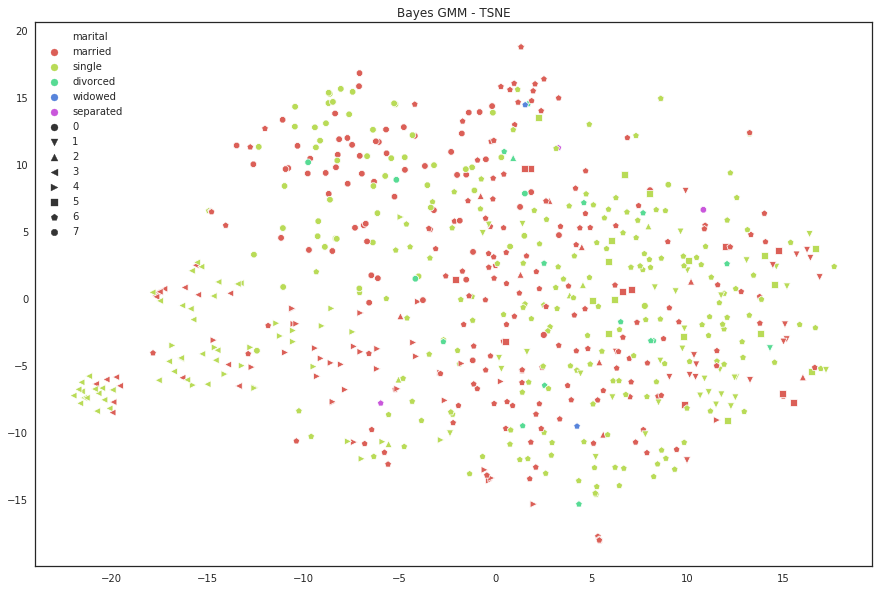 Bayes GMM - TSNE
marital
married
single
divorced
widowed
separated
0
1
2
3
4
5
6
7
20
15
10
5
0
−5
−10
−15
−20 −15 −10 −5 0 5 10 15